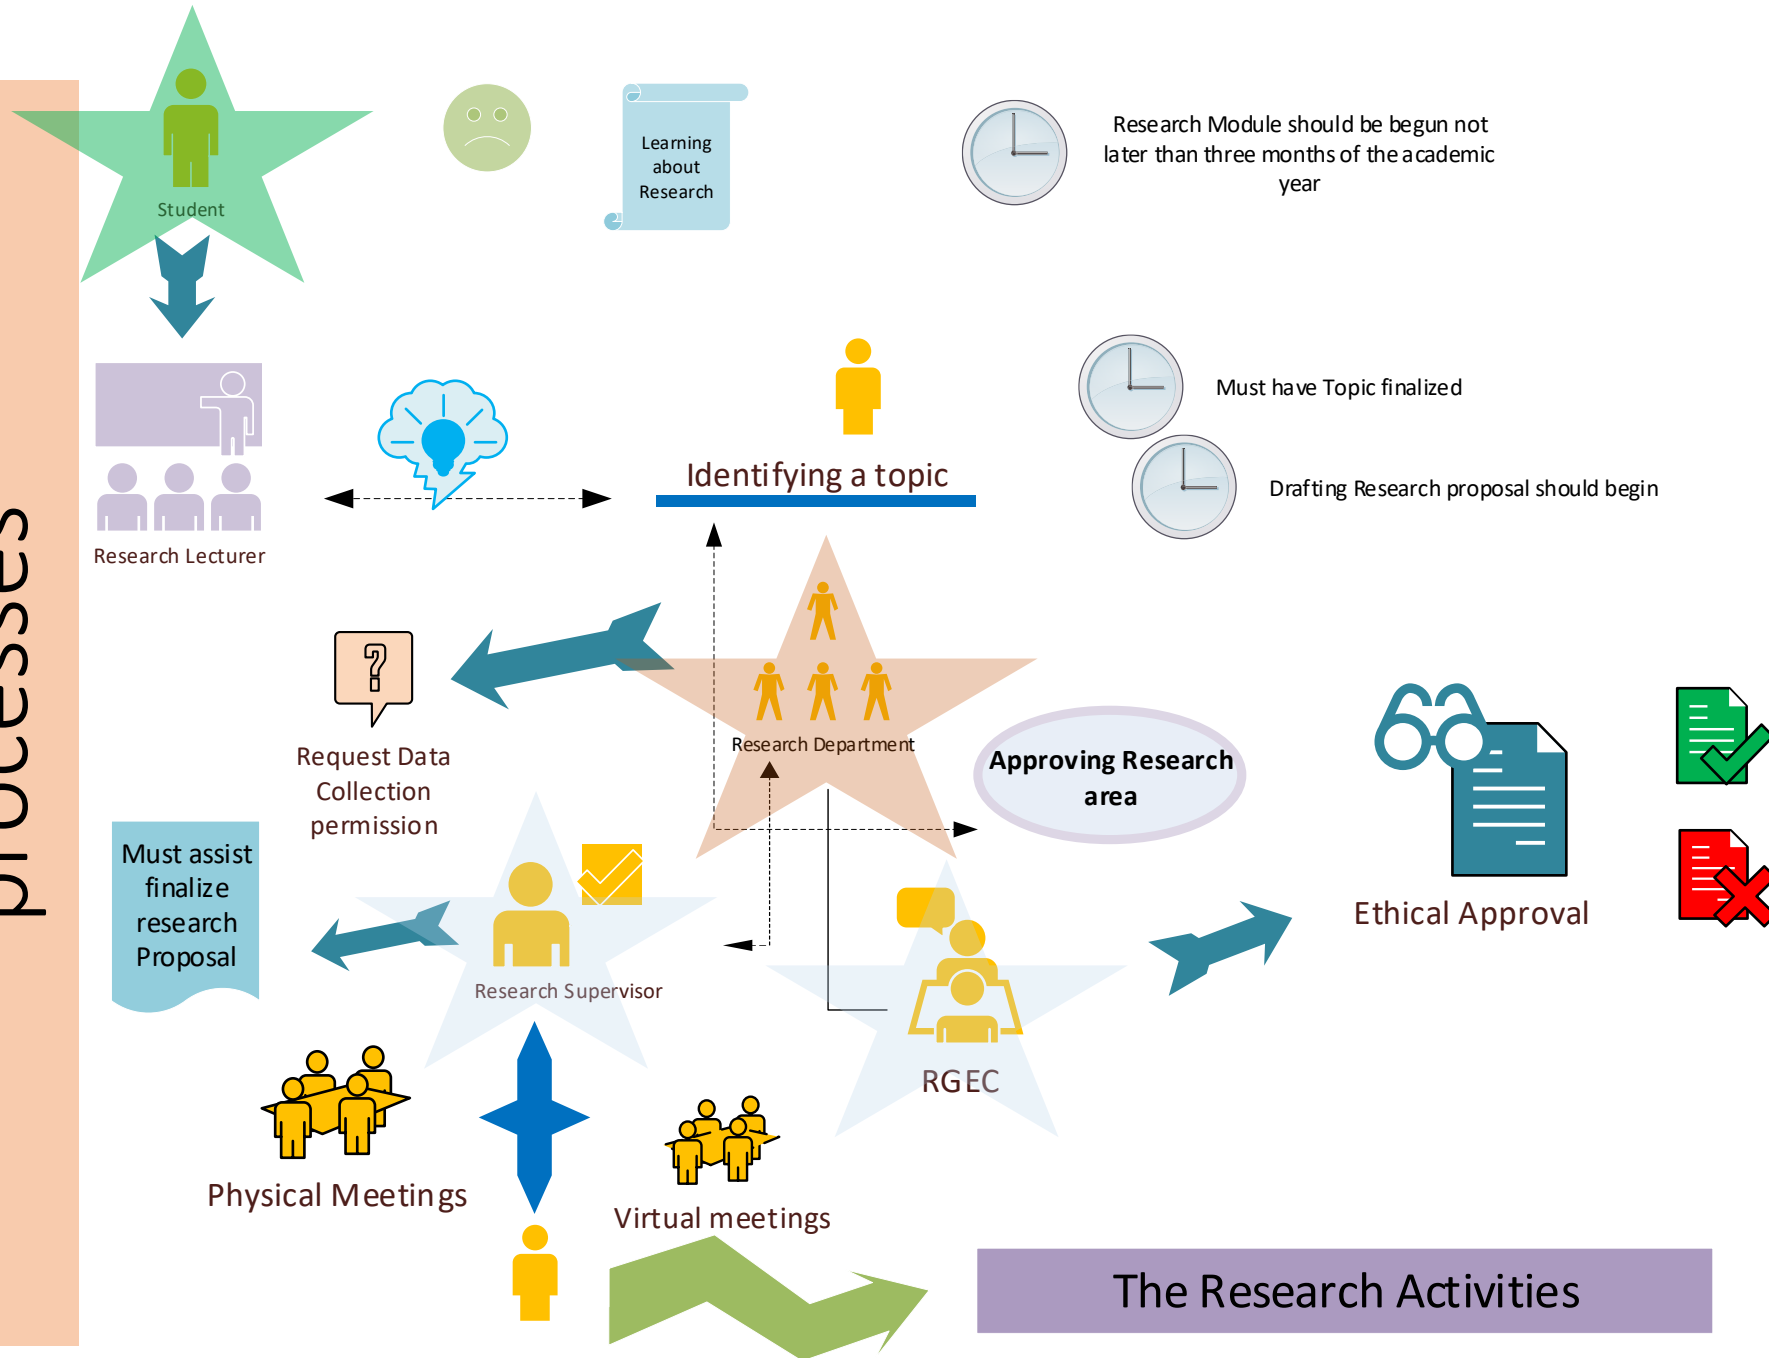 processes
Student
Learning
about
Research
Research Module should be begun not
later than three months of the academic
year
Must have Topic finalized
Identifying a topic
Drafting Research proposal should begin
Research Lecturer
?
Request Data
Collection
permission
Research Department
Approving Research
area
Must assist
finalize
research
Proposal
Research Supervisor
Ethical Approval
RGEC
Physical Meetings
Virtual meetings
The Research Activities